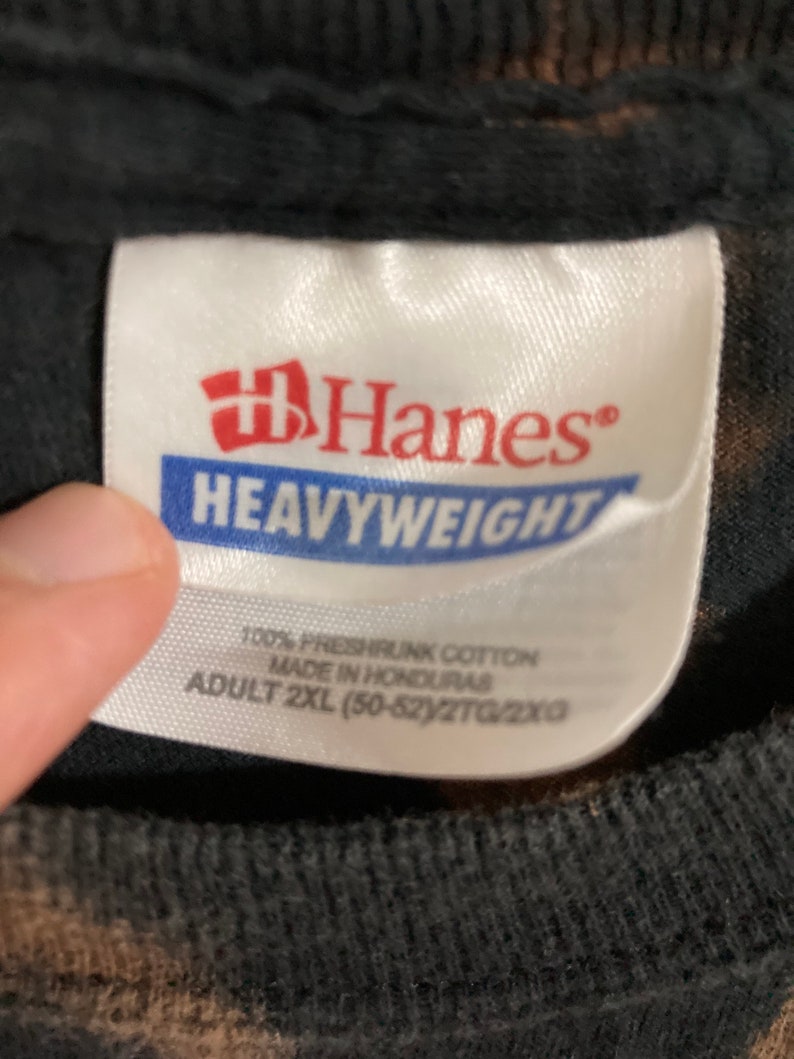 H Hanes®
HEAVYWEIGHT
100% PRESHRUNK COTTON
MADE IN HONDURAS
ADULT 2XL (50-52)/2TG/2XG